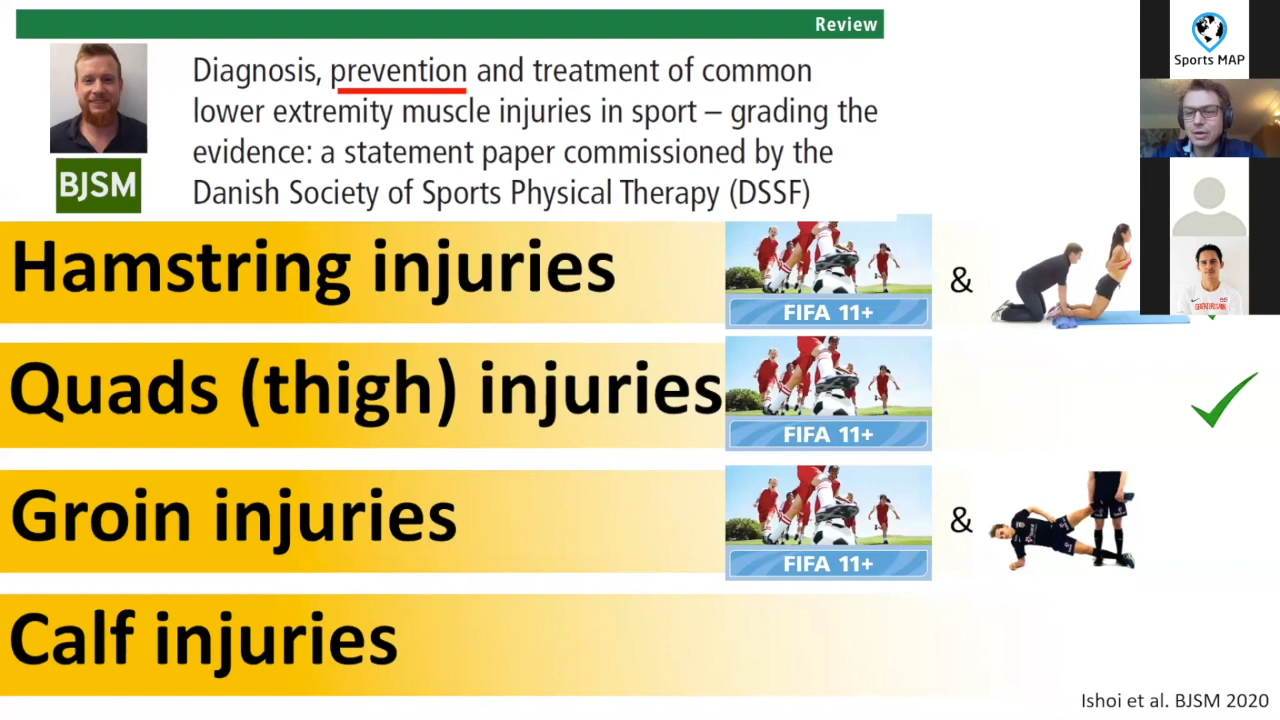 Review
Diagnosis, prevention and treatment of common
lower extremity muscle injuries in sport – grading the
evidence: a statement paper commissioned by the
Danish Society of Sports Physical Therapy (DSSF)
BJSM
Sports MAP
Hamstring injuries
FIFA 11+
&
Quads (thigh) injuries
FIFA 11+
Groin injuries
FIFA 11+
&
Calf injuries
Ishoi et al. BJSM 2020